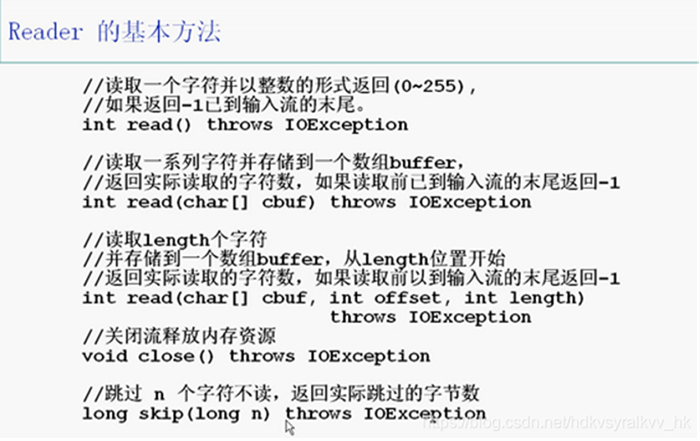 Reader 的基本方法
//读取一个字符并以整数的形式返回(0~255),
//如果返回-1已到输入流的末尾。
int read() throws IOException
//读取一系列字符并存储到一个数组buffer,
//返回实际读取的字符数，如果读取前已到输入流的末尾返回-1
int read(char[] cbuf) throws IOException
//读取length个字符
//并存储到一个数组buffer，从length位置开始
//返回实际读取的字符数，如果读取前以到输入流的末尾返回-1
int read(char[] cbuf, int offset, int length)
throws IOException
//关闭流释放内存资源
void close() throws IOException
//跳过 n 个字符不读，返回实际跳过的字节数
long skip(long n) throws IOException
https://blog.csdn.net/hdkvsyralkvv_hk